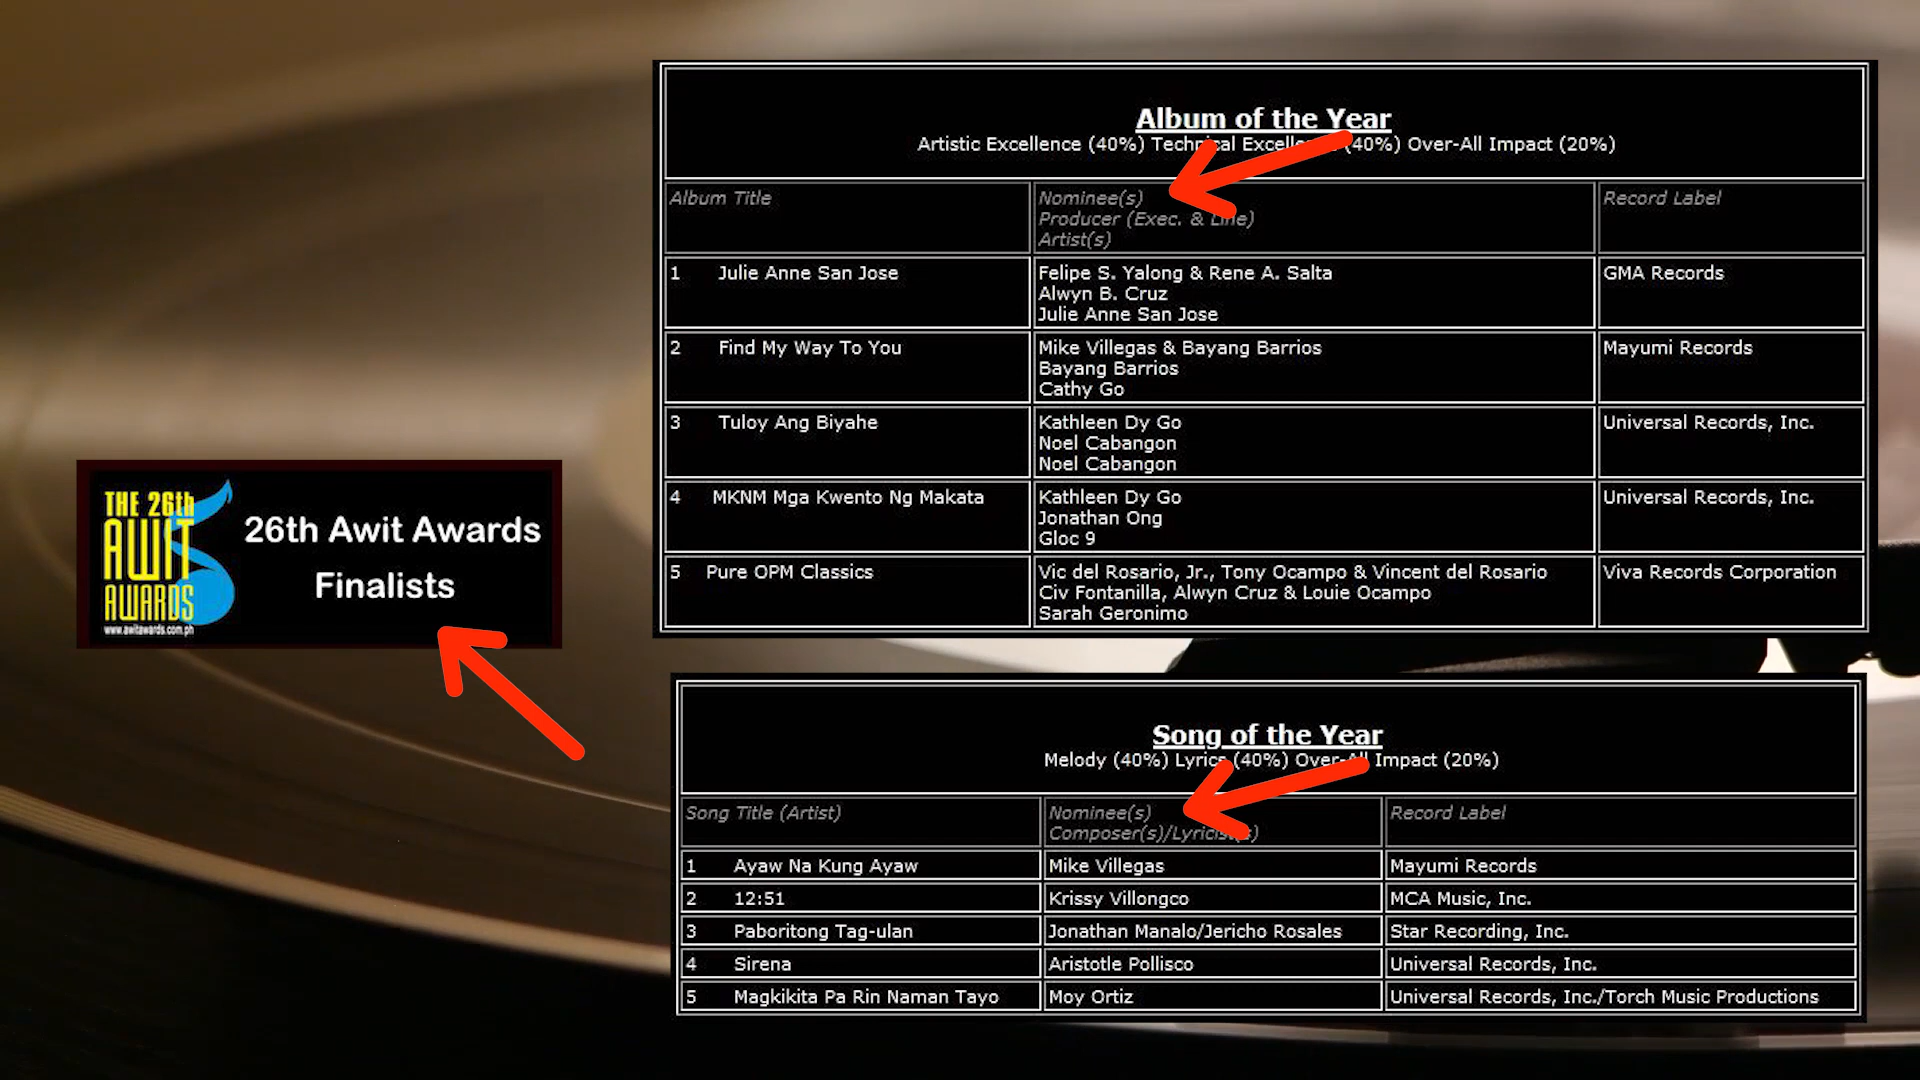 THE 26th
AWIT
AWARDS
www.awitawards.com.ph
26th Awit Awards
Finalists
Album of the Year
Artistic Excellence (40%) Technical Excellence (40%) Over-All Impact (20%)
Album Title
Nominee(s)
Producer (Exec. & Line)
Artist(s)
Record Label
1 Julie Anne San Jose
Felipe S. Yalong & Rene A. Salta
Alwyn B. Cruz
Julie Anne San Jose
GMA Records
2 Find My Way To You
Mike Villegas & Bayang Barrios
Bayang Barrios
Cathy Go
Mayumi Records
3 Tuloy Ang Biyahe
Kathleen Dy Go
Noel Cabangon
Noel Cabangon
Universal Records, Inc.
4 MKNM Mga Kwento Ng Makata
Kathleen Dy Go
Jonathan Ong
Gloc 9
Universal Records, Inc.
5 Pure OPM Classics
Vic del Rosario, Jr., Tony Ocampo & Vincent del Rosario
Civ Fontanilla, Alwyn Cruz & Louie Ocampo
Sarah Geronimo
Viva Records Corporation
Song of the Year
Melody (40%) Lyrics (40%) Over-All Impact (20%)
Song Title (Artist)
Nominee(s)
Composer(s)/Lyricist(s)
Record Label
1 Ayaw Na Kung Ayaw
Mike Villegas
Mayumi Records
2 12:51
Krissy Villongco
MCA Music, Inc.
3 Paboritong Tag-ulan
Jonathan Manalo/Jericho Rosales
Star Recording, Inc.
4 Sirena
Aristotle Pollisco
Universal Records, Inc.
5 Magkikita Pa Rin Naman Tayo
Moy Ortiz
Universal Records, Inc./Torch Music Productions